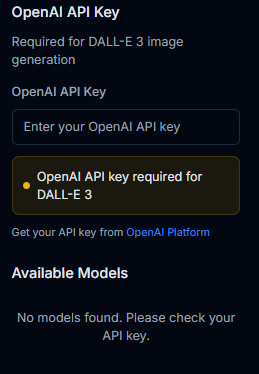 OpenAI API Key
Required for DALL-E 3 image
generation
OpenAI API Key
Enter your OpenAI API key
OpenAI API key required for
DALL-E 3
Get your API key from OpenAI Platform
Available Models
No models found. Please check your
API key.